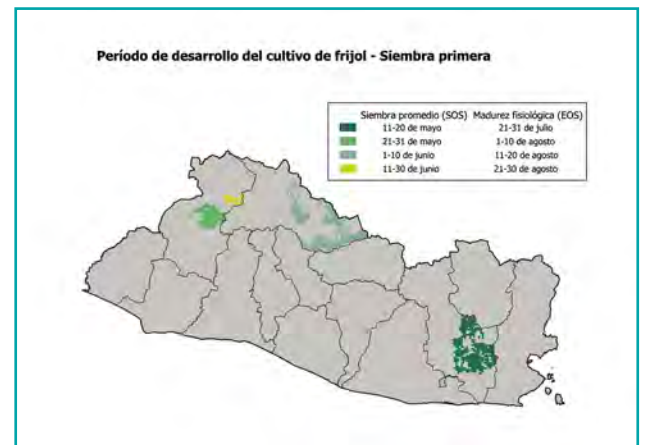 Período de desarrollo del cultivo de frijol - Siembra primera
Siembra promedio (SOS) Madurez fisiológica (EOS)
11-20 de mayo 21-31 de julio
21-31 de mayo 1-10 de agosto
1-10 de junio 11-20 de agosto
11-30 de junio 21-30 de agosto